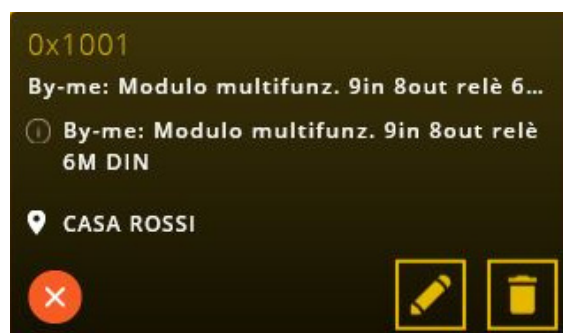 0x1001
By-me: Modulo multifunz. 9in 8out relè 6...
By-me: Modulo multifunz. 9in 8out relè
6M DIN
CASA ROSSI